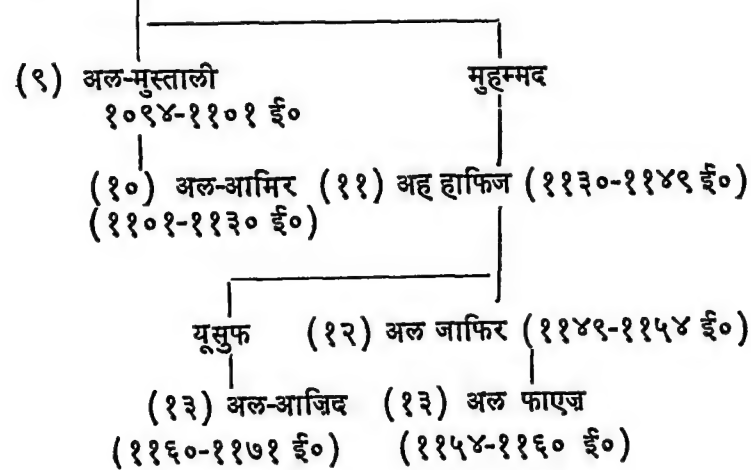 (९) अल-मुस्ताली मुहम्मद
१०९४-११०१ ई०
(१०) अल-आमिर (११) अह हाफिज (११३०-११४९ ई०)
(११०१-११३० ई०)
यूसुफ (१२) अल जाफिर (११४९-११५४ ई०)
(१३) अल-आज़िद (१३) अल फाएज़
(११६०-११७१ ई०) (११५४-११६० ई०)